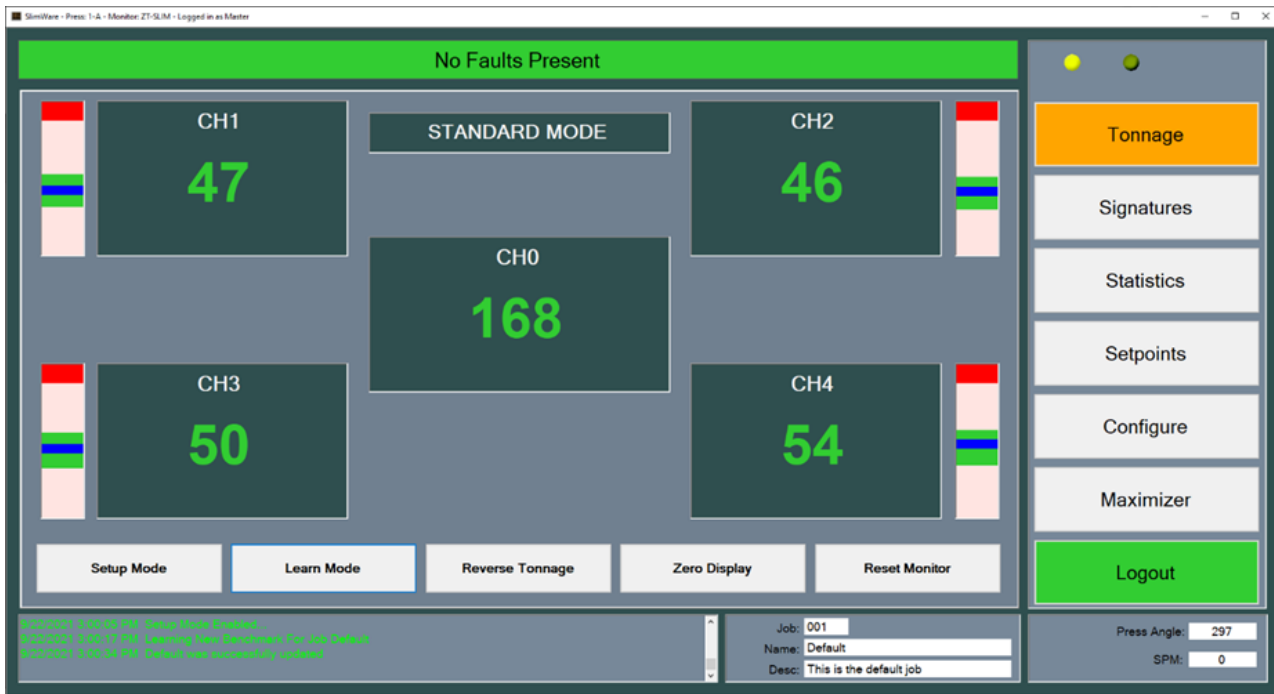 SlimWare - Press: 1-A - Monitor: ZT-SLIM - Logged in as Master
No Faults Present
CH1
47
STANDARD MODE
CH2
46
CH0
168
CH3
50
CH4
54
Setup Mode
Learn Mode
Reverse Tonnage
Zero Display
Reset Monitor
Tonnage
Signatures
Statistics
Setpoints
Configure
Maximizer
Logout
9/22/2021 3:00:05 PM Setup Mode Enabled...
9/22/2021 3:00:17 PM Learning New Benchmark For Job Default
9/22/2021 3:00:34 PM Default was successfully updated
Job: 001
Name: Default
Desc: This is the default job
Press Angle: 297
SPM: 0